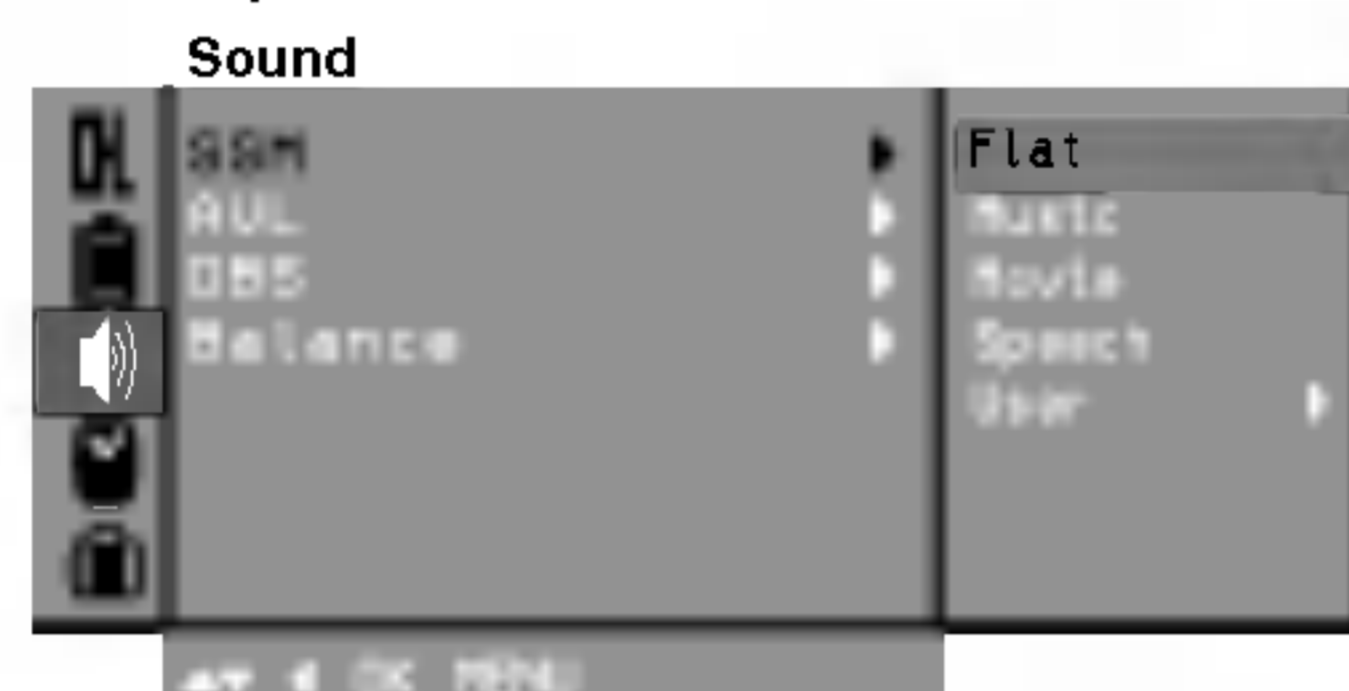 Sound
SSM
AVL
DBS
Balance
Flat
Music
Movie
Speech
User
OK MENU